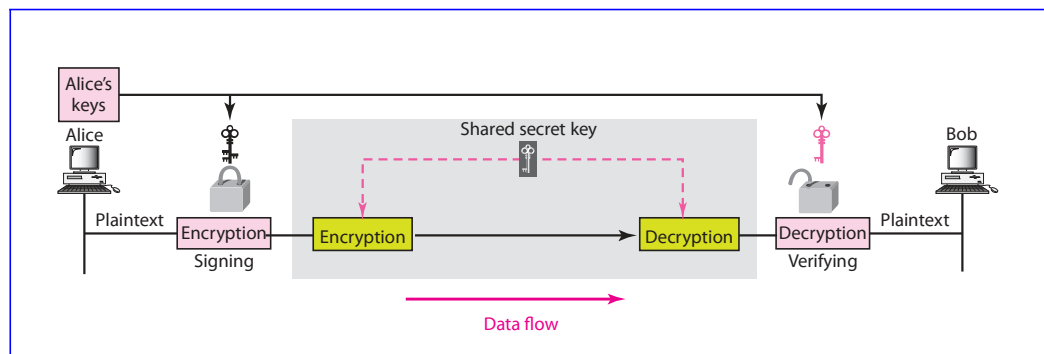 Alice's
keys
Alice
Shared secret key
Bob
Plaintext
Encryption
Signing
Encryption
Decryption
Decryption
Verifying
Plaintext
Data flow